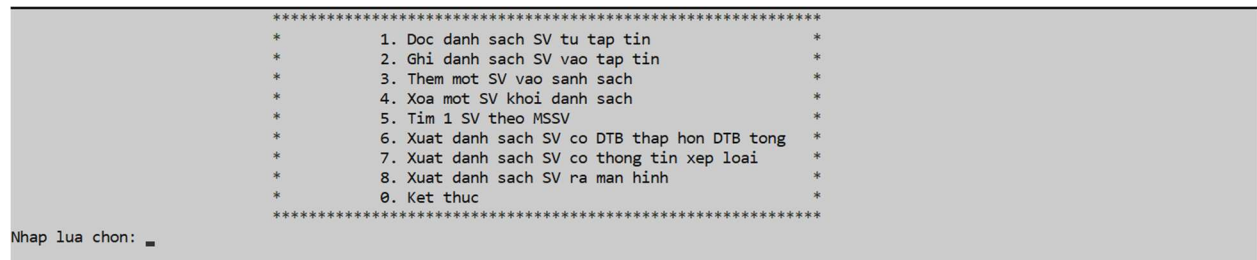 *************************************************************
* 1. Doc danh sach SV tu tap tin *
* 2. Ghi danh sach SV vao tap tin *
* 3. Them mot SV vao sanh sach *
* 4. Xoa mot SV khoi danh sach *
* 5. Tim 1 SV theo MSSV *
* 6. Xuat danh sach SV co DTB thap hon DTB tong *
* 7. Xuat danh sach SV co thong tin xep loai *
* 8. Xuat danh sach SV ra man hinh *
* 0. Ket thuc *
*************************************************************
Nhap lua chon: _